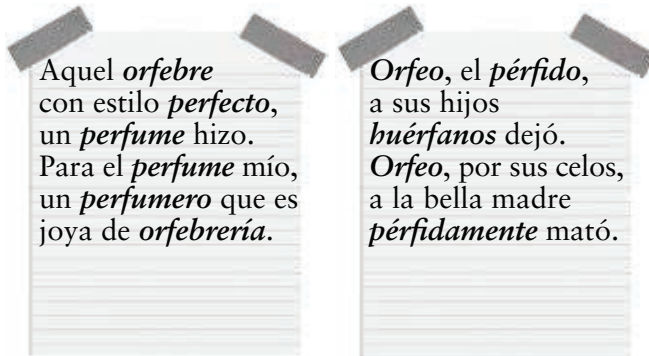 Aquel orfebre
con estilo perfecto,
un perfume hizo.
Para el perfume mío,
un perfumero que es
joya de orfebrería.
Orfeo, el pérfido,
a sus hijos
huérfanos dejó.
Orfeo, por sus celos,
a la bella madre
pérfidamente mató.